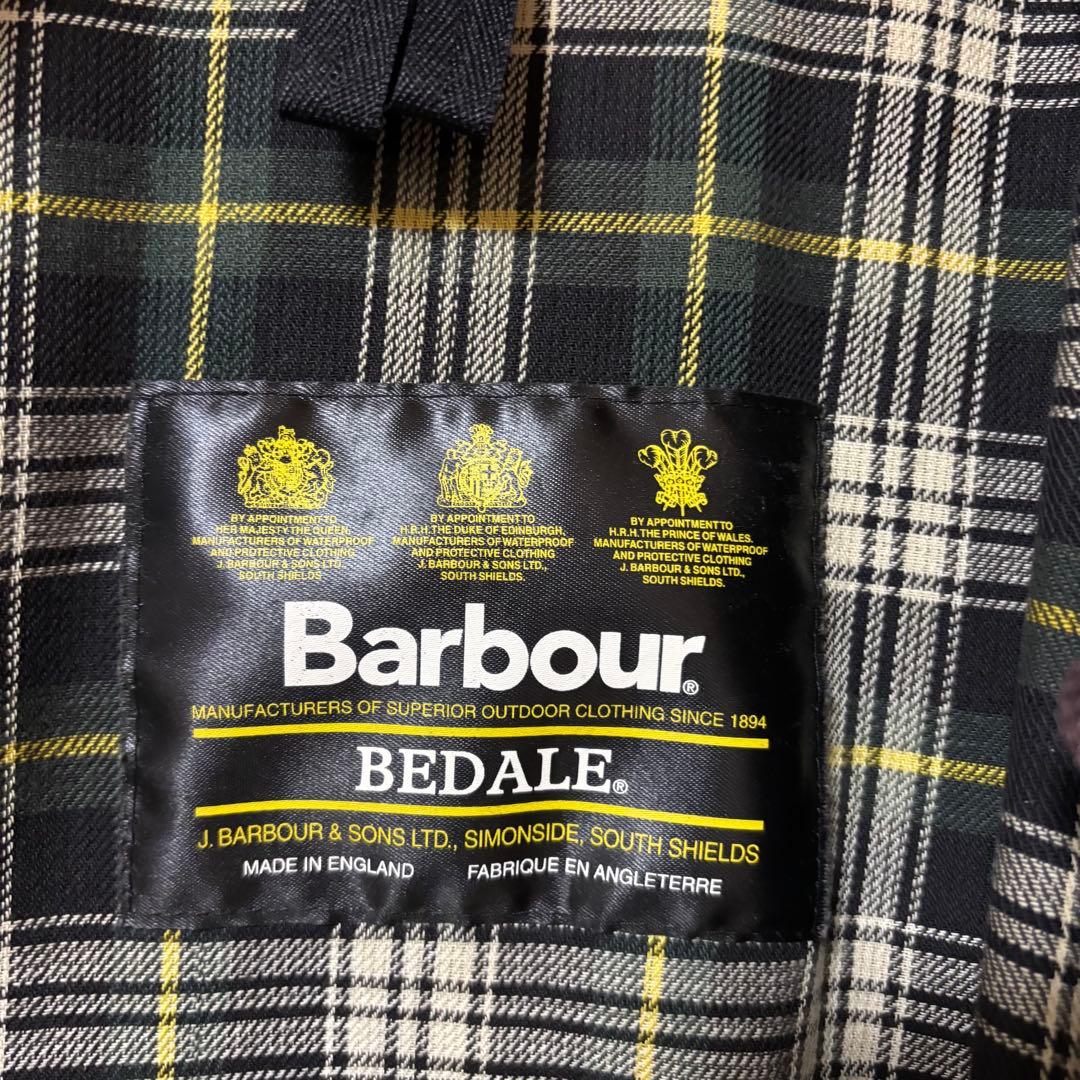 BY APPOINTMENT TO
HER MAJESTY THE QUEEN,
MANUFACTURERS OF WATERPROOF
AND PROTECTIVE CLOTHING
J. BARBOUR & SONS LTD.
SOUTH SHIELDS
BY APPOINTMENT TO
H.R.H. THE DUKE OF EDINBURGH,
MANUFACTURERS OF WATERPROOF
AND PROTECTIVE CLOTHING
J. BARBOUR & SONS LTD.,
SOUTH SHIELDS.
BY APPOINTMENT TO
H.R.H. THE PRINCE OF WALES.
MANUFACTURERS OF WATERPROOF
AND PROTECTIVE CLOTHING
J. BARBOUR & SONS LTD.,
SOUTH SHIELDS.
Barbour®
MANUFACTURERS OF SUPERIOR OUTDOOR CLOTHING SINCE 1894
BEDALE®
J. BARBOUR & SONS LTD., SIMONSIDE, SOUTH SHIELDS
MADE IN ENGLAND FABRIQUE EN ANGLETERRE